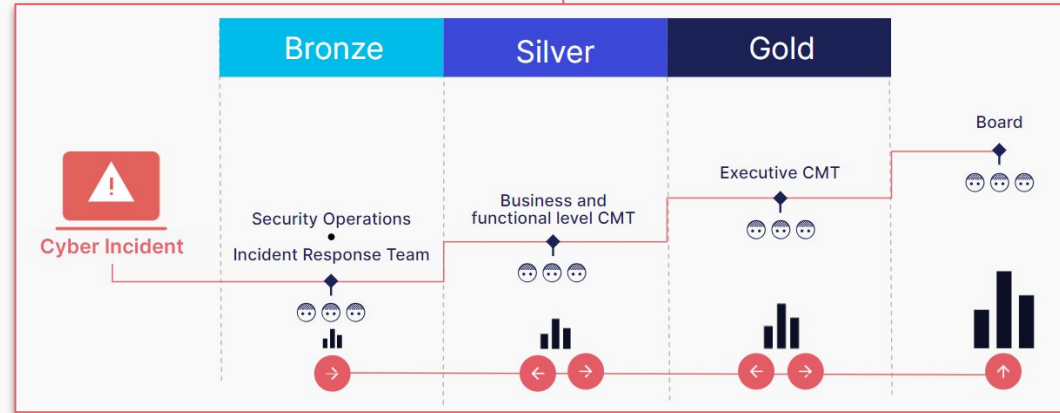 Bronze
Silver
Gold
Board
Executive CMT
Business and
functional level CMT
Security Operations
•
Incident Response Team
Cyber Incident